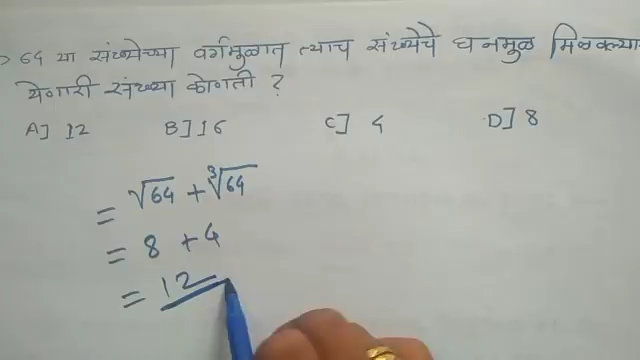 64 या संख्येच्या वर्गमुळात त्याच संख्येचे घनमुळ मिळवल्यास
येणारी संख्या कोणती ?
A] 12 B] 16 C] 4 D] 8
= √64 + ∛64
= 8 + 4
= 12